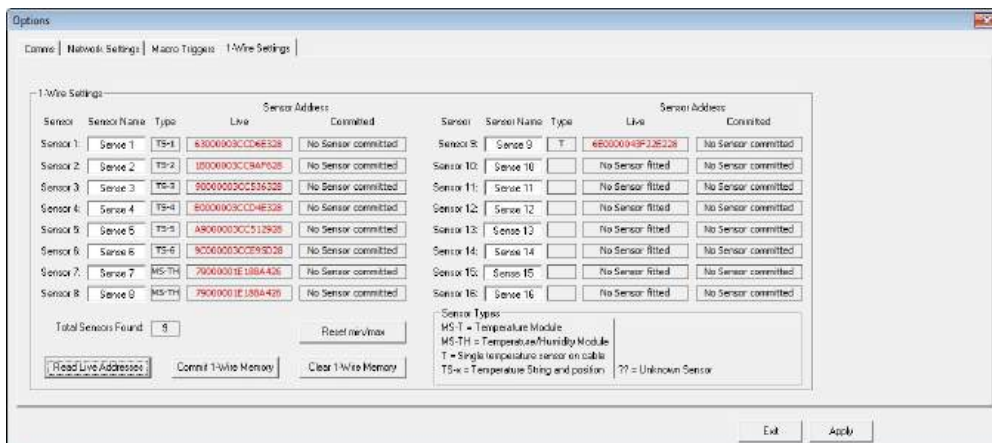 Options
Comms Network Settings Macro Triggers 1-Wire Settings
1-Wire Settings
Sensor Address Sensor Address
Sensor Sensor Name Type Live Committed Sensor Sensor Name Type Live Committed
Sensor 1: Sense 1 TS-1 63000003CCD6E328 No Sensor committed Sensor 9: Sense 9 T 6E0000043F22E228 No Sensor committed
Sensor 2: Sense 2 TS-2 1B000003CC9AF628 No Sensor committed Sensor 10: Sense 10 No Sensor fitted No Sensor committed
Sensor 3: Sense 3 TS-3 90000003CC536328 No Sensor committed Sensor 11: Sense 11 No Sensor fitted No Sensor committed
Sensor 4: Sense 4 TS-4 E0000003CCD4E328 No Sensor committed Sensor 12: Sense 12 No Sensor fitted No Sensor committed
Sensor 5: Sense 5 TS-5 A9000003CC512928 No Sensor committed Sensor 13: Sense 13 No Sensor fitted No Sensor committed
Sensor 6: Sense 6 TS-6 9C000003CCE95D28 No Sensor committed Sensor 14: Sense 14 No Sensor fitted No Sensor committed
Sensor 7: Sense 7 MS-TH 79000001E188A426 No Sensor committed Sensor 15: Sense 15 No Sensor fitted No Sensor committed
Sensor 8: Sense 8 MS-TH 79000001E188A426 No Sensor committed Sensor 16: Sense 16 No Sensor fitted No Sensor committed
Total Sensors Found: 9 Reset min/max
Sensor Types
MS-T = Temperature Module
MS-TH = Temperature/Humidity Module
T = Single temperature sensor on cable
TS-x = Temperature String and position ?? = Unknown Sensor
Read Live Addresses Commit 1-Wire Memory Clear 1-Wire Memory
Exit Apply